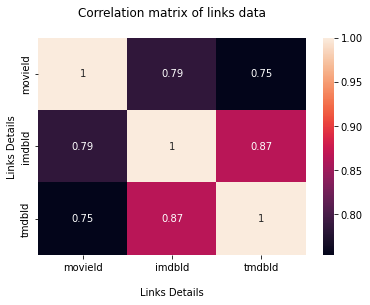 Correlation matrix of links data
movieId
1
0.79
0.75
1.00
0.95
0.90
0.85
0.80
Links Details
imdbId
0.79
1
0.87
tmdbId
0.75
0.87
1
movieId
imdbId
tmdbId
Links Details